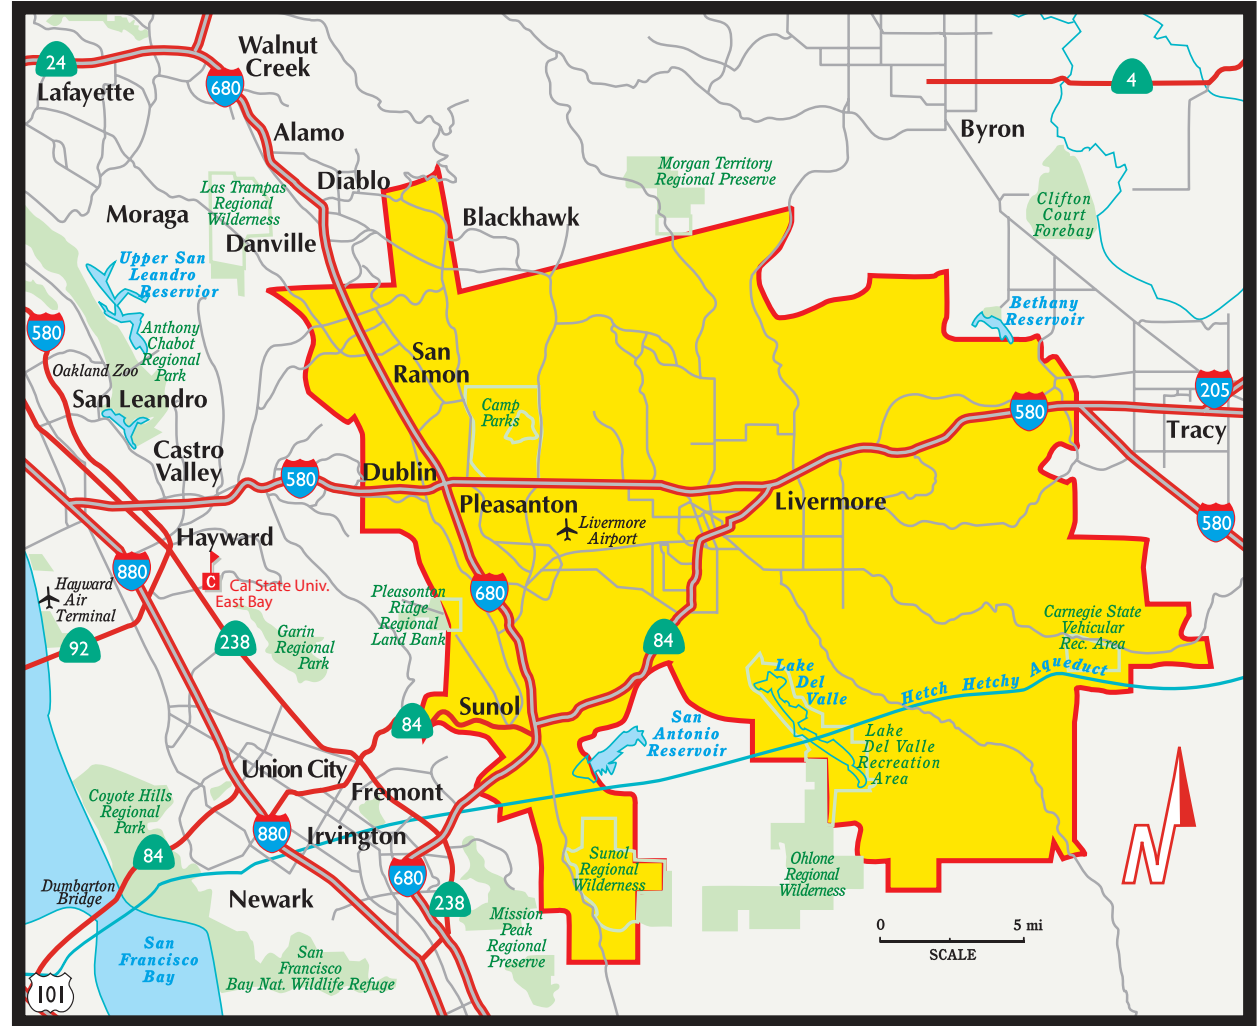 Walnut
Creek
24
Lafayette
680
4
Alamo
Byron
Diablo
Morgan Territory
Regional Preserve
Las Trampas
Regional
Wilderness
Moraga
Blackhawk
Clifton
Court
Forebay
Danville
Upper San
Leandro
Reservior
Bethany
Reservoir
580
Anthony
Chabot
Regional
Park
Oakland Zoo
San
Ramon
205
San Leandro
Camp
Parks
580
Tracy
Castro
Valley
Dublin
580
Pleasanton
Livermore
Livermore
Airport
580
Hayward
880
C
Cal State Univ.
East Bay
Hayward
Air
Terminal
680
Pleasanton
Ridge
Regional
Land Bank
92
238
Garin
Regional
Park
84
Carnegie State
Vehicular
Rec. Area
Lake
Del
Valle
Hetch Hetchy Aqueduct
Sunol
84
San
Antonio
Reservoir
Lake
Del Valle
Recreation
Area
Union City
Fremont
Coyote Hills
Regional
Park
880
Irvington
84
Sunol
Regional
Wilderness
Ohlone
Regional
Wilderness
N
680
Dumbarton
Bridge
Newark
238
Mission
Peak
Regional
Preserve
0
5 mi
SCALE
San
Francisco
Bay
San
Francisco
Bay Nat. Wildlife Refuge
101